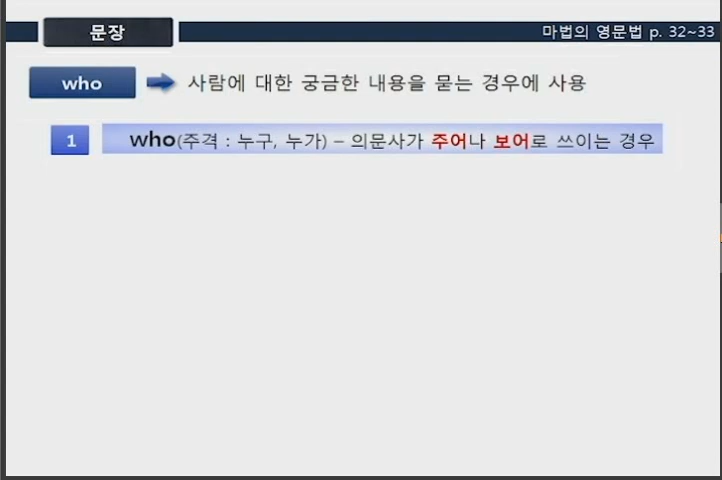 문장
마법의 영문법 p. 32~33
who ➡ 사람에 대한 궁금한 내용을 묻는 경우에 사용
1 who(주격 : 누구, 누가) – 의문사가 주어나 보어로 쓰이는 경우